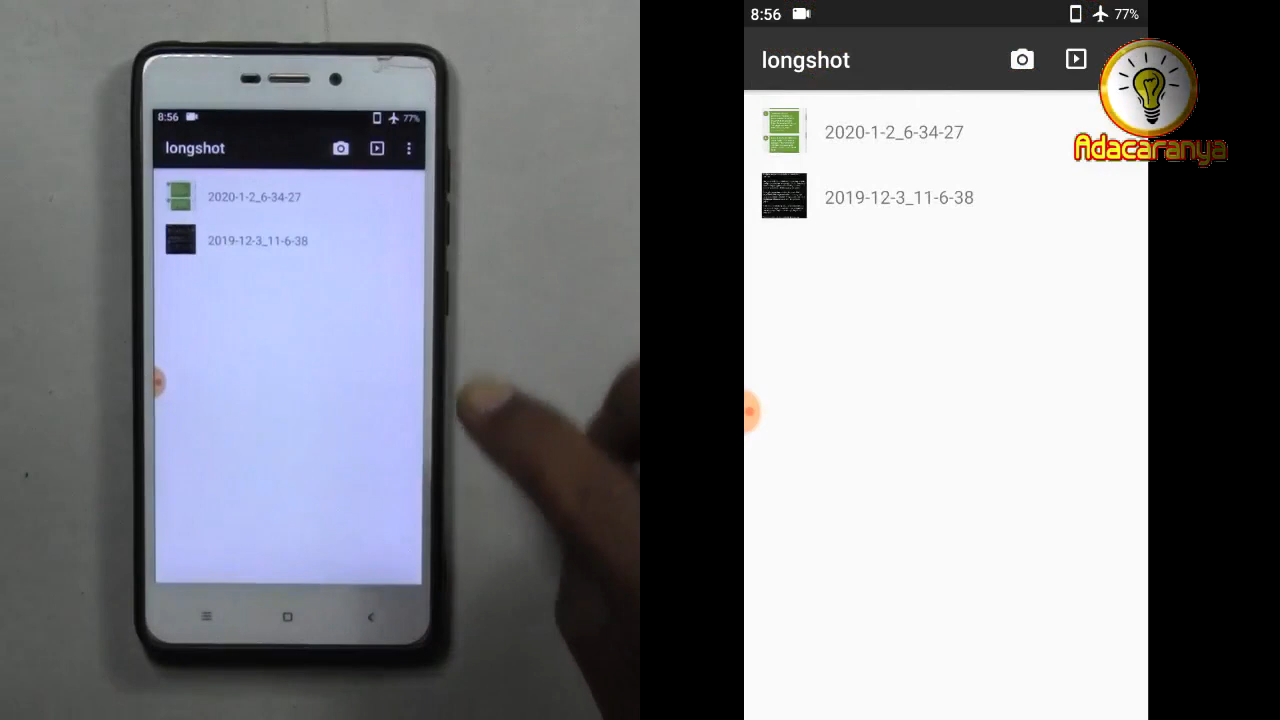 8:56
77%
longshot
2020-1-2_6-34-27
2019-12-3_11-6-38
8:56
77%
longshot
2020-1-2_6-34-27
2019-12-3_11-6-38
Adacaranya